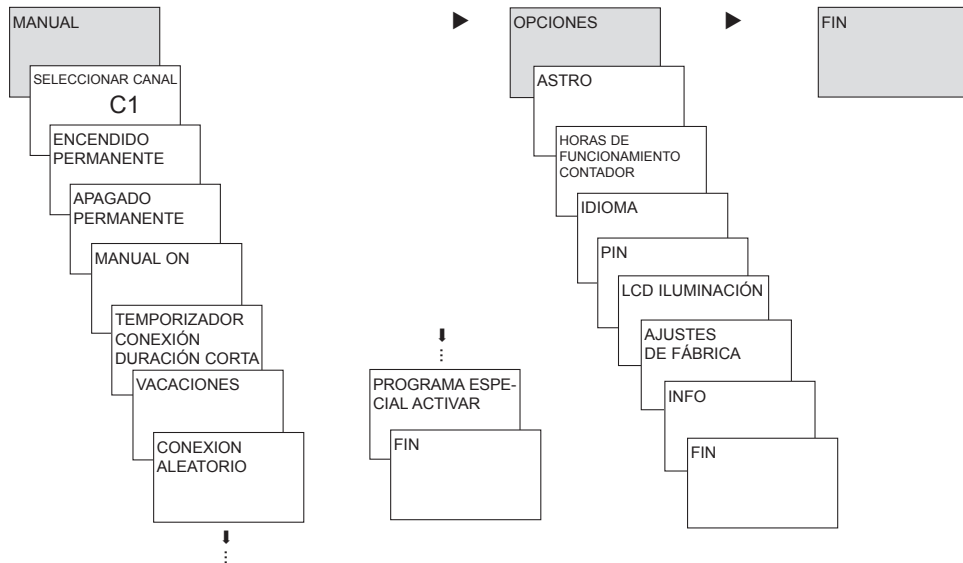 MANUAL
SELECCIONAR CANAL
C1
ENCENDIDO
PERMANENTE
APAGADO
PERMANENTE
MANUAL ON
TEMPORIZADOR
CONEXIÓN
DURACIÓN CORTA
VACACIONES
CONEXION
ALEATORIO
PROGRAMA ESPE-
CIAL ACTIVAR
FIN
OPCIONES
ASTRO
HORAS DE
FUNCIONAMIENTO
CONTADOR
IDIOMA
PIN
LCD ILUMINACIÓN
AJUSTES
DE FÁBRICA
INFO
FIN
FIN